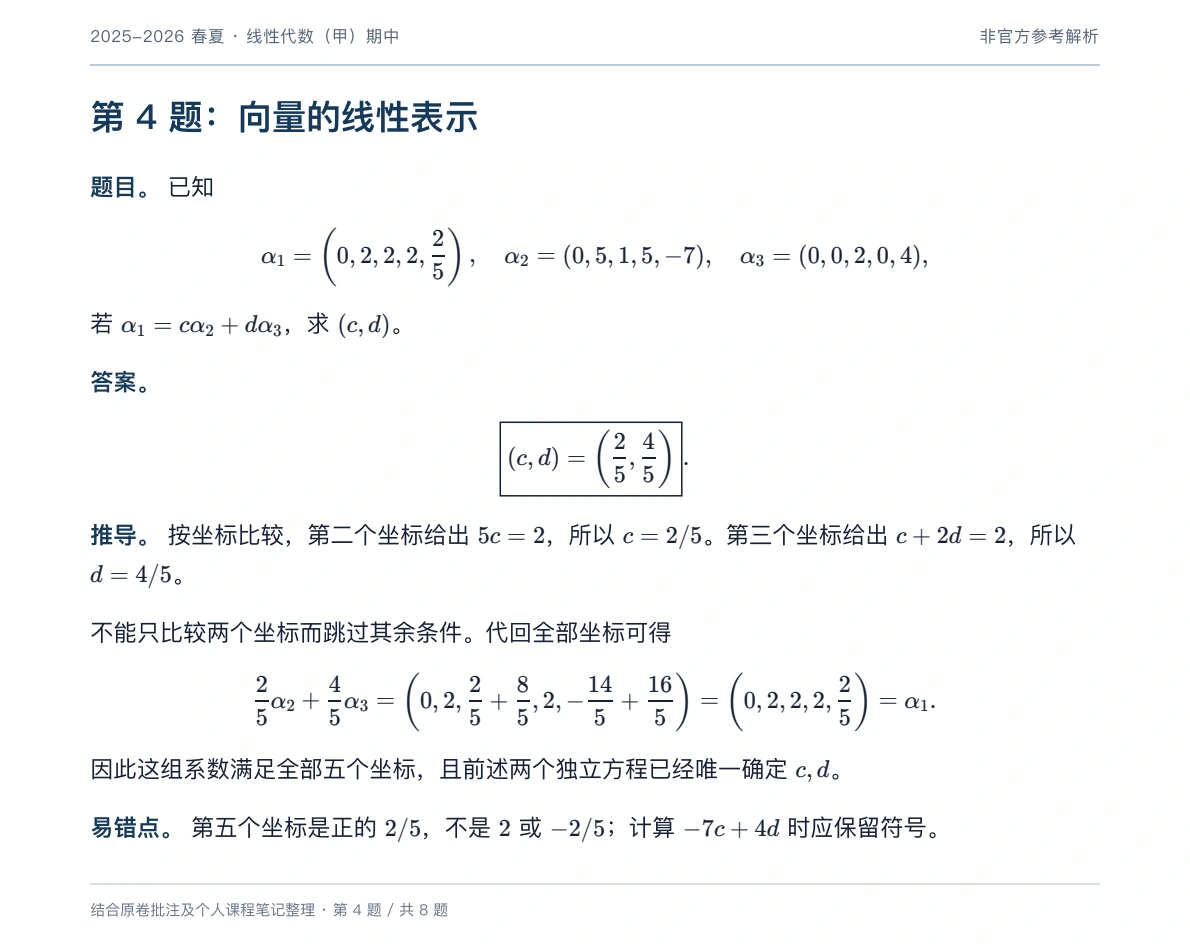 2025–2026 春夏 · 线性代数（甲）期中
非官方参考解析
第 4 题：向量的线性表示
题目。 已知
α₁ = (0, 2, 2, 2, 2/5), α₂ = (0, 5, 1, 5, −7), α₃ = (0, 0, 2, 0, 4),
若 α₁ = cα₂ + dα₃，求 (c, d)。
答案。
(c, d) = (2/5, 4/5).
推导。 按坐标比较，第二个坐标给出 5c = 2，所以 c = 2/5。第三个坐标给出 c + 2d = 2，所以
d = 4/5。
不能只比较两个坐标而跳过其余条件。代回全部坐标可得
2/5 α₂ + 4/5 α₃ = (0, 2, 2/5 + 8/5, 2, −14/5 + 16/5) = (0, 2, 2, 2, 2/5) = α₁.
因此这组系数满足全部五个坐标，且前述两个独立方程已经唯一确定 c, d。
易错点。 第五个坐标是正的 2/5，不是 2 或 −2/5；计算 −7c + 4d 时应保留符号。
结合原卷批注及个人课程笔记整理 · 第 4 题 / 共 8 题